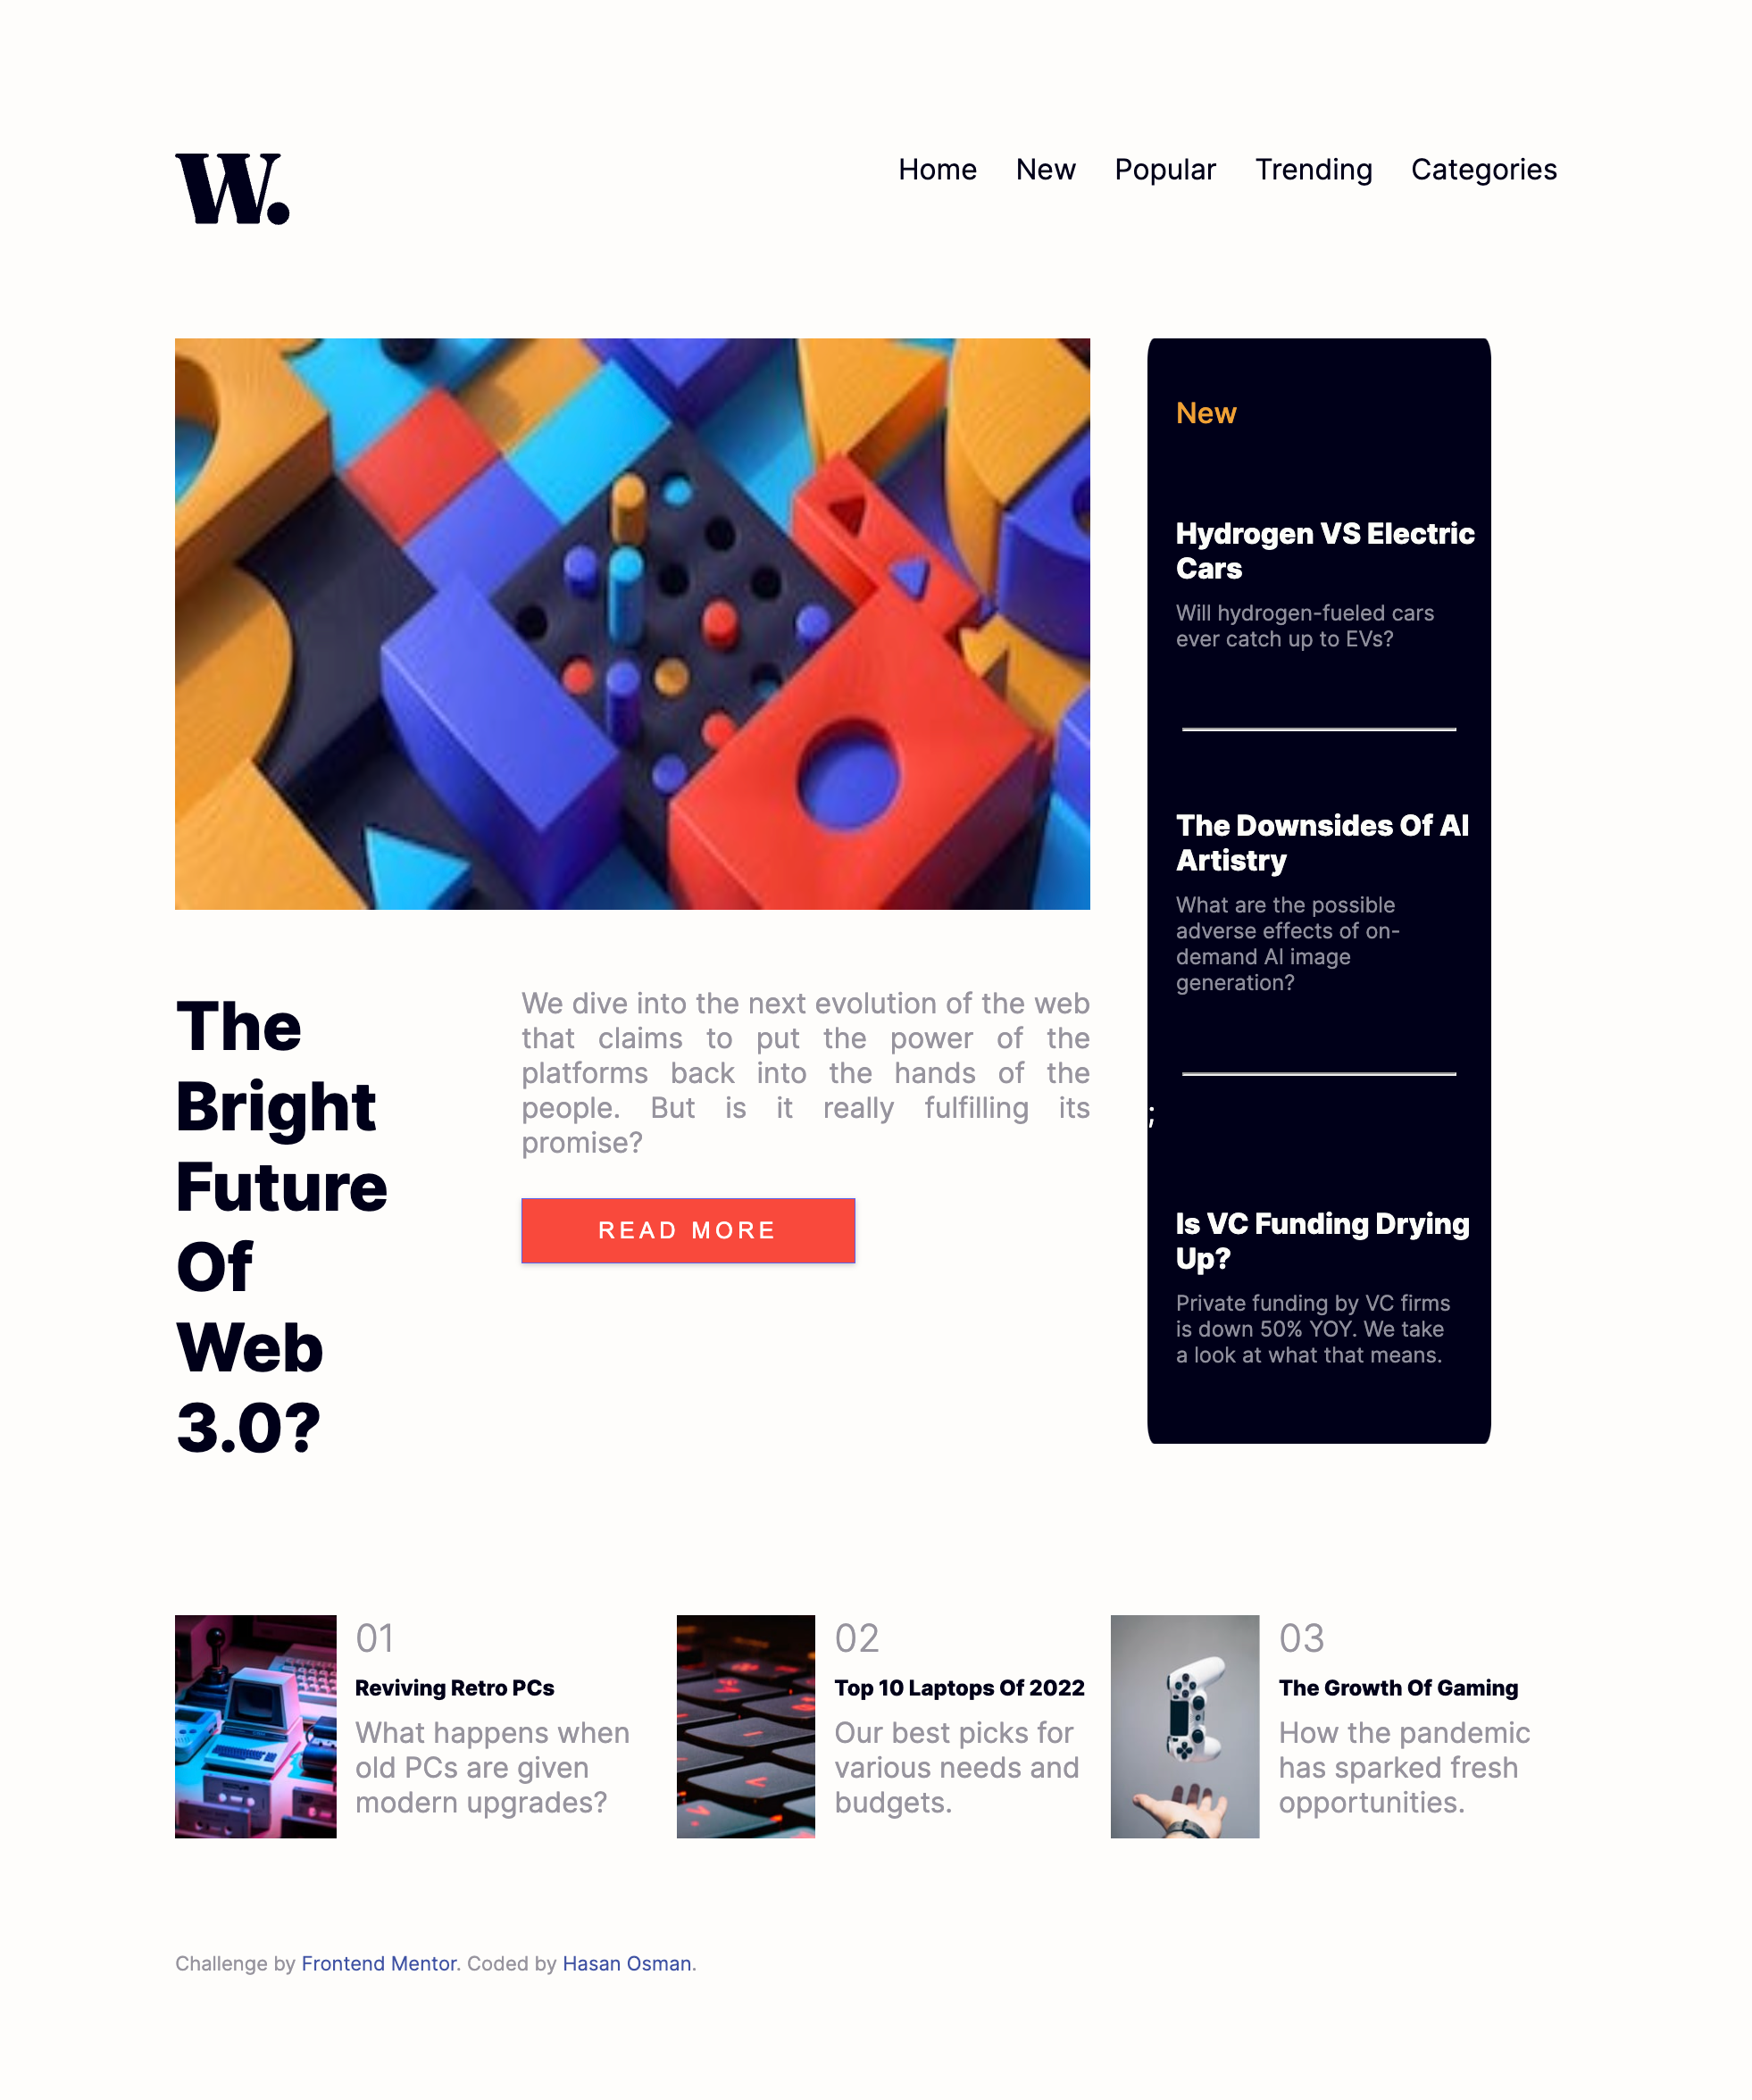 W.
Home New Popular Trending Categories
New
Hydrogen VS Electric
Cars
Will hydrogen-fueled cars
ever catch up to EVs?
The Downsides Of AI
Artistry
What are the possible
adverse effects of on-
demand AI image
generation?
;
Is VC Funding Drying
Up?
Private funding by VC firms
is down 50% YOY. We take
a look at what that means.
The
Bright
Future
Of
Web
3.0?
We dive into the next evolution of the web
that claims to put the power of the
platforms back into the hands of the
people. But is it really fulfilling its
promise?
READ MORE
01
Reviving Retro PCs
What happens when
old PCs are given
modern upgrades?
02
Top 10 Laptops Of 2022
Our best picks for
various needs and
budgets.
03
The Growth Of Gaming
How the pandemic
has sparked fresh
opportunities.
Challenge by Frontend Mentor. Coded by Hasan Osman.